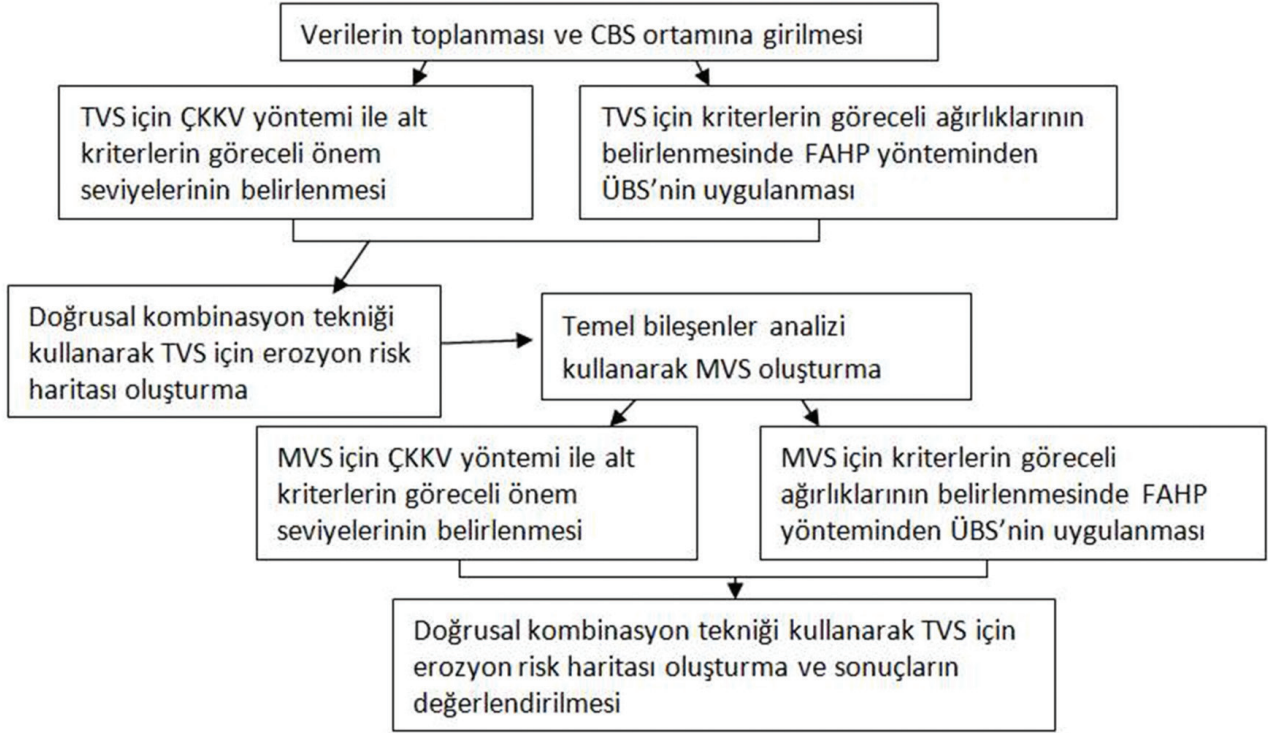 Verilerin toplanması ve CBS ortamına girilmesi
TVS için ÇKKV yöntemi ile alt
kriterlerin göreceli önem
seviyelerinin belirlenmesi
TVS için kriterlerin göreceli ağırlıklarının
belirlenmesinde FAHP yönteminden
ÜBS’nin uygulanması
Doğrusal kombinasyon tekniği
kullanarak TVS için erozyon risk
haritası oluşturma
Temel bileşenler analizi
kullanarak MVS oluşturma
MVS için ÇKKV yöntemi ile alt
kriterlerin göreceli önem
seviyelerinin belirlenmesi
MVS için kriterlerin göreceli
ağırlıklarının belirlenmesinde FAHP
yönteminden ÜBS’nin uygulanması
Doğrusal kombinasyon tekniği kullanarak TVS için
erozyon risk haritası oluşturma ve sonuçların
değerlendirilmesi